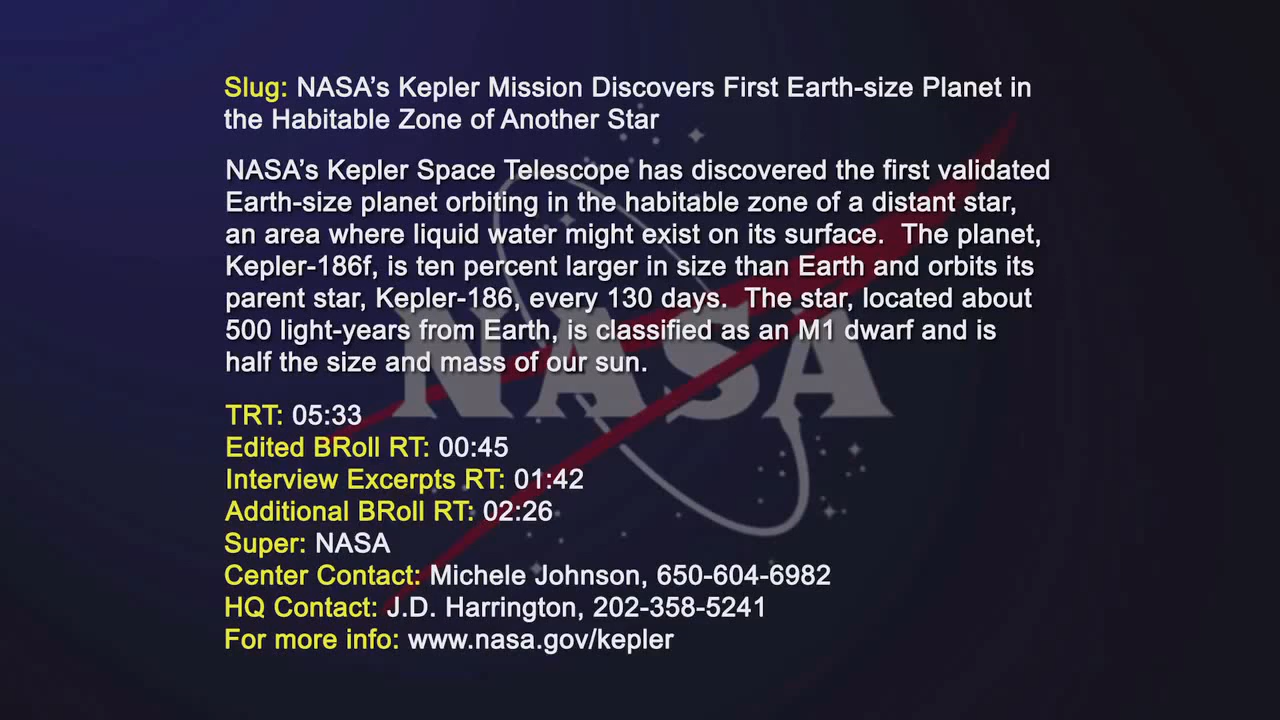 Slug: NASA’s Kepler Mission Discovers First Earth-size Planet in
the Habitable Zone of Another Star
NASA’s Kepler Space Telescope has discovered the first validated
Earth-size planet orbiting in the habitable zone of a distant star,
an area where liquid water might exist on its surface.  The planet,
Kepler-186f, is ten percent larger in size than Earth and orbits its
parent star, Kepler-186, every 130 days.  The star, located about
500 light-years from Earth, is classified as an M1 dwarf and is
half the size and mass of our sun.
NASA
TRT: 05:33
Edited BRoll RT: 00:45
Interview Excerpts RT: 01:42
Additional BRoll RT: 02:26
Super: NASA
Center Contact: Michele Johnson, 650-604-6982
HQ Contact: J.D. Harrington, 202-358-5241
For more info: www.nasa.gov/kepler